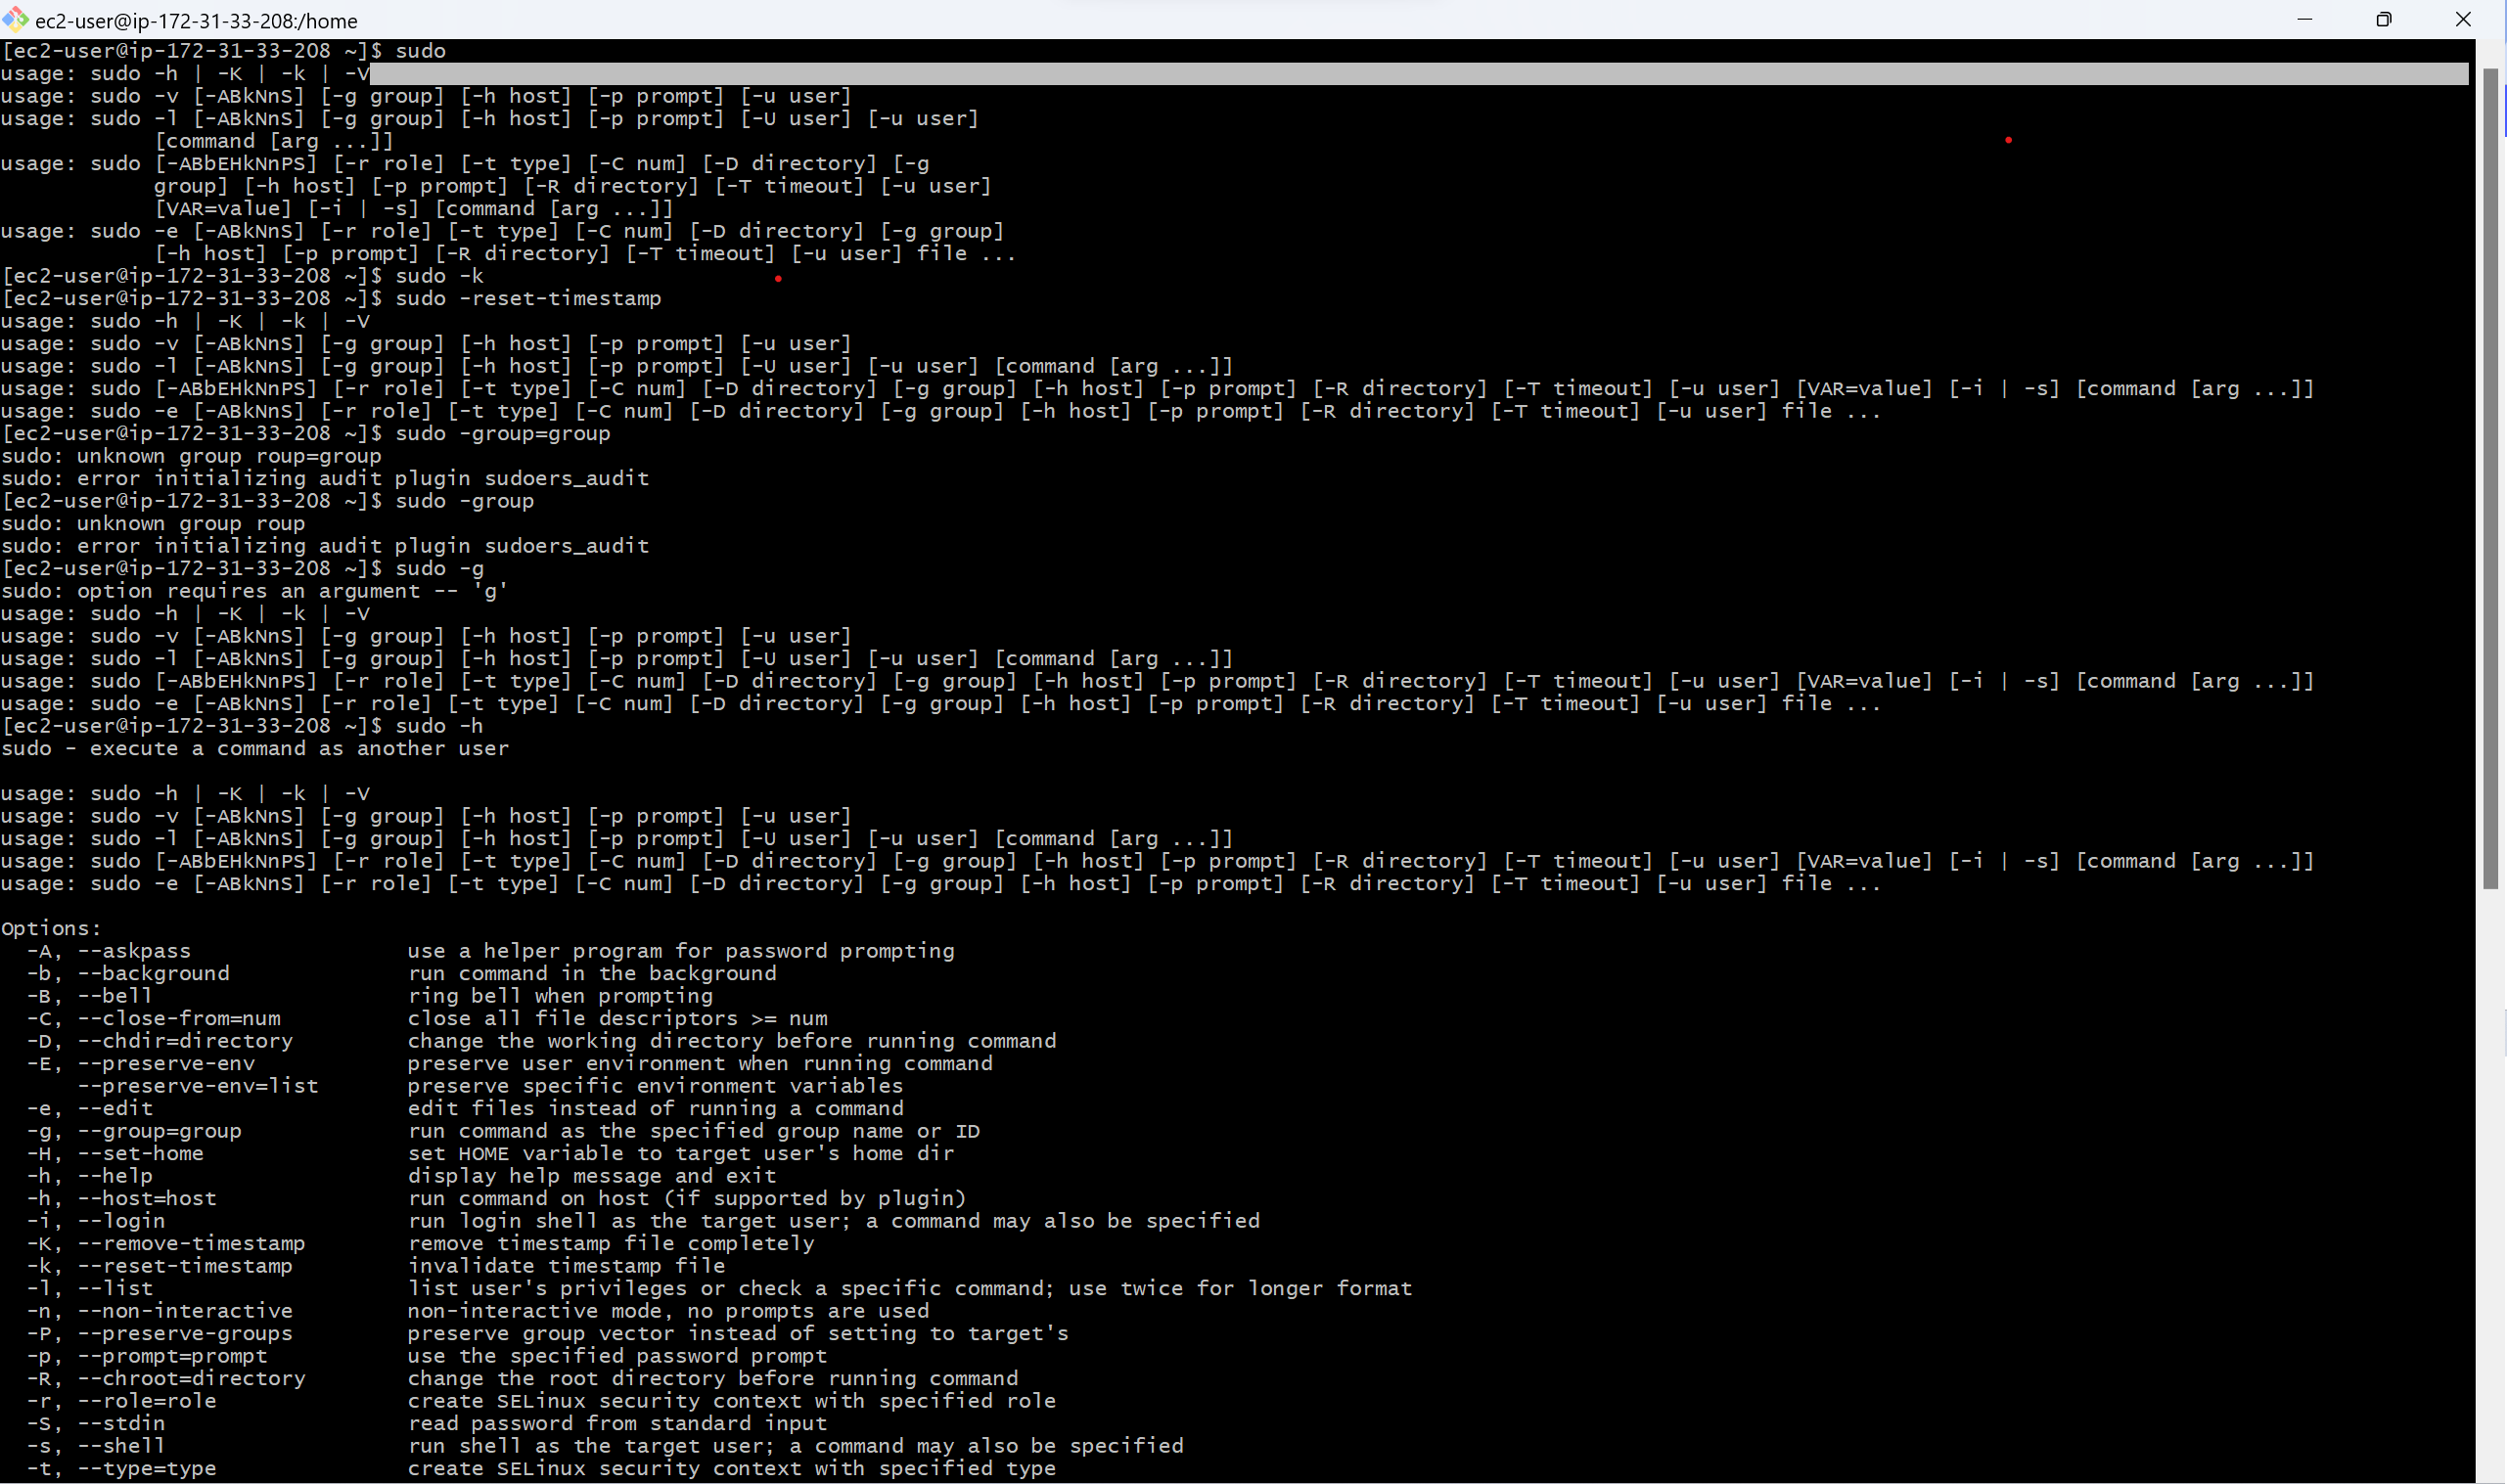 ec2-user@ip-172-31-33-208:/home
[ec2-user@ip-172-31-33-208 ~]$ sudo
usage: sudo -h | -K | -k | -V
usage: sudo -v [-ABkNnS] [-g group] [-h host] [-p prompt] [-u user]
usage: sudo -l [-ABkNnS] [-g group] [-h host] [-p prompt] [-U user] [-u user]
            [command [arg ...]]
usage: sudo [-ABbEHkNnPS] [-r role] [-t type] [-C num] [-D directory] [-g
            group] [-h host] [-p prompt] [-R directory] [-T timeout] [-u user]
            [VAR=value] [-i | -s] [command [arg ...]]
usage: sudo -e [-ABkNnS] [-r role] [-t type] [-C num] [-D directory] [-g group]
            [-h host] [-p prompt] [-R directory] [-T timeout] [-u user] file ...
[ec2-user@ip-172-31-33-208 ~]$ sudo -k
[ec2-user@ip-172-31-33-208 ~]$ sudo -reset-timestamp
usage: sudo -h | -K | -k | -V
usage: sudo -v [-ABkNnS] [-g group] [-h host] [-p prompt] [-u user]
usage: sudo -l [-ABkNnS] [-g group] [-h host] [-p prompt] [-U user] [-u user] [command [arg ...]]
usage: sudo [-ABbEHkNnPS] [-r role] [-t type] [-C num] [-D directory] [-g group] [-h host] [-p prompt] [-R directory] [-T timeout] [-u user] [VAR=value] [-i | -s] [command [arg ...]]
usage: sudo -e [-ABkNnS] [-r role] [-t type] [-C num] [-D directory] [-g group] [-h host] [-p prompt] [-R directory] [-T timeout] [-u user] file ...
[ec2-user@ip-172-31-33-208 ~]$ sudo -group=group
sudo: unknown group roup=group
sudo: error initializing audit plugin sudoers_audit
[ec2-user@ip-172-31-33-208 ~]$ sudo -group
sudo: unknown group roup
sudo: error initializing audit plugin sudoers_audit
[ec2-user@ip-172-31-33-208 ~]$ sudo -g
sudo: option requires an argument -- 'g'
usage: sudo -h | -K | -k | -V
usage: sudo -v [-ABkNnS] [-g group] [-h host] [-p prompt] [-u user]
usage: sudo -l [-ABkNnS] [-g group] [-h host] [-p prompt] [-U user] [-u user] [command [arg ...]]
usage: sudo [-ABbEHkNnPS] [-r role] [-t type] [-C num] [-D directory] [-g group] [-h host] [-p prompt] [-R directory] [-T timeout] [-u user] [VAR=value] [-i | -s] [command [arg ...]]
usage: sudo -e [-ABkNnS] [-r role] [-t type] [-C num] [-D directory] [-g group] [-h host] [-p prompt] [-R directory] [-T timeout] [-u user] file ...
[ec2-user@ip-172-31-33-208 ~]$ sudo -h
sudo - execute a command as another user

usage: sudo -h | -K | -k | -V
usage: sudo -v [-ABkNnS] [-g group] [-h host] [-p prompt] [-u user]
usage: sudo -l [-ABkNnS] [-g group] [-h host] [-p prompt] [-U user] [-u user] [command [arg ...]]
usage: sudo [-ABbEHkNnPS] [-r role] [-t type] [-C num] [-D directory] [-g group] [-h host] [-p prompt] [-R directory] [-T timeout] [-u user] [VAR=value] [-i | -s] [command [arg ...]]
usage: sudo -e [-ABkNnS] [-r role] [-t type] [-C num] [-D directory] [-g group] [-h host] [-p prompt] [-R directory] [-T timeout] [-u user] file ...

Options:
  -A, --askpass                 use a helper program for password prompting
  -b, --background              run command in the background
  -B, --bell                    ring bell when prompting
  -C, --close-from=num          close all file descriptors >= num
  -D, --chdir=directory         change the working directory before running command
  -E, --preserve-env            preserve user environment when running command
      --preserve-env=list       preserve specific environment variables
  -e, --edit                    edit files instead of running a command
  -g, --group=group             run command as the specified group name or ID
  -H, --set-home                set HOME variable to target user's home dir
  -h, --help                    display help message and exit
  -h, --host=host               run command on host (if supported by plugin)
  -i, --login                   run login shell as the target user; a command may also be specified
  -K, --remove-timestamp        remove timestamp file completely
  -k, --reset-timestamp         invalidate timestamp file
  -l, --list                    list user's privileges or check a specific command; use twice for longer format
  -n, --non-interactive         non-interactive mode, no prompts are used
  -P, --preserve-groups         preserve group vector instead of setting to target's
  -p, --prompt=prompt           use the specified password prompt
  -R, --chroot=directory        change the root directory before running command
  -r, --role=role               create SELinux security context with specified role
  -S, --stdin                   read password from standard input
  -s, --shell                   run shell as the target user; a command may also be specified
  -t, --type=type               create SELinux security context with specified type